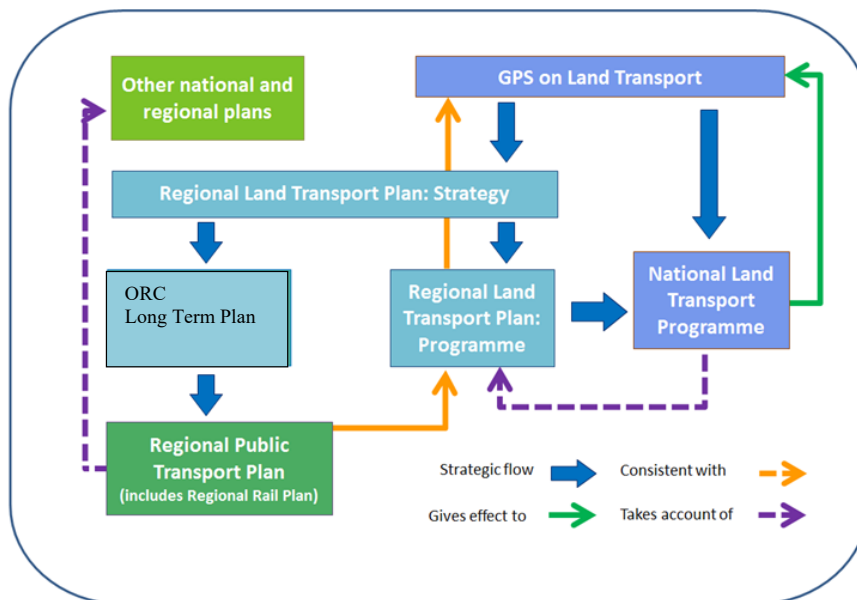 Other national and
regional plans
GPS on Land Transport
Regional Land Transport Plan: Strategy
ORC
Long Term Plan
Regional Land
Transport Plan:
Programme
National Land
Transport
Programme
Regional Public
Transport Plan
(includes Regional Rail Plan)
Strategic flow
Consistent with
Gives effect to
Takes account of